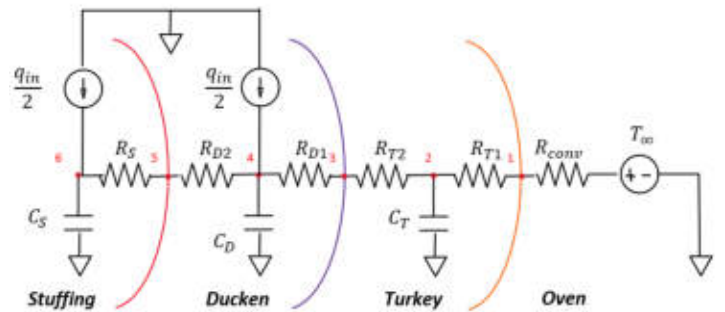 q_in/2 q_in/2
6 R_S 5 R_D2 4 R_D1 3 R_T2 2 R_T1 1 R_conv T_∞
+ -
C_S C_D C_T
Stuffing Ducken Turkey Oven